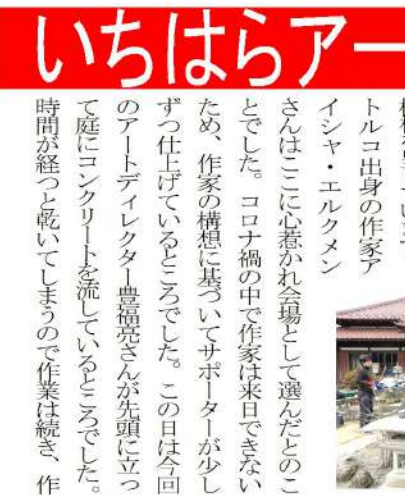 いちはらアー
トルコ出身の作家ア
イシャ・エルクメン
さんはここに心惹かれ会場として選んだとのこ
とでした。コロナ禍の中で作家は来日できない
ため、作家の構想に基づいてサポーターが少し
ずつ仕上げているところでした。この日は今回
のアートディレクター豊福亮さんが先頭に立っ
て庭にコンクリートを流しているところでした。
時間が経つと乾いてしまうので作業は続き、作